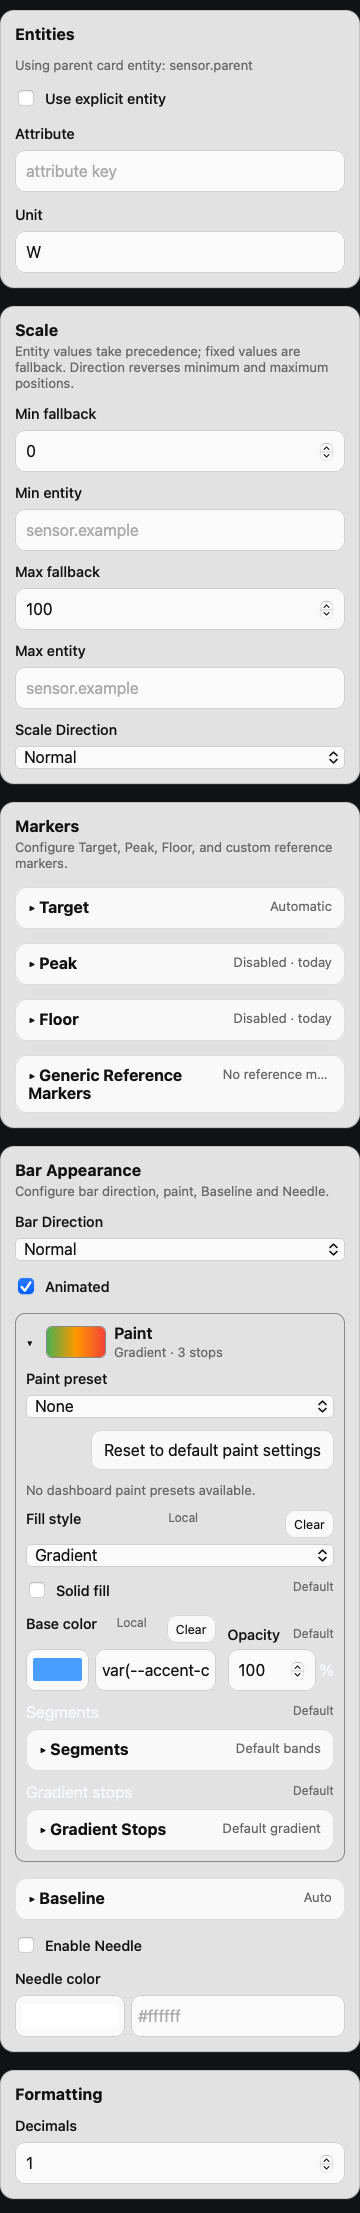 Entities
Using parent card entity: sensor.parent
Use explicit entity
Attribute
attribute key
Unit
W
Scale
Entity values take precedence; fixed values are
fallback. Direction reverses minimum and maximum
positions.
Min fallback
0
Min entity
sensor.example
Max fallback
100
Max entity
sensor.example
Scale Direction
Normal
Markers
Configure Target, Peak, Floor, and custom reference
markers.
Target Automatic
Peak Disabled · today
Floor Disabled · today
Generic Reference No reference m...
Markers
Bar Appearance
Configure bar direction, paint, Baseline and Needle.
Bar Direction
Normal
Animated
Paint
Gradient · 3 stops
Paint preset
None
Reset to default paint settings
No dashboard paint presets available.
Fill style Local Clear
Gradient
Solid fill Default
Base color Local Clear Opacity Default
var(--accent-c 100 %
Segments Default
Segments Default bands
Gradient stops Default
Gradient Stops Default gradient
Baseline Auto
Enable Needle
Needle color
#ffffff
Formatting
Decimals
1